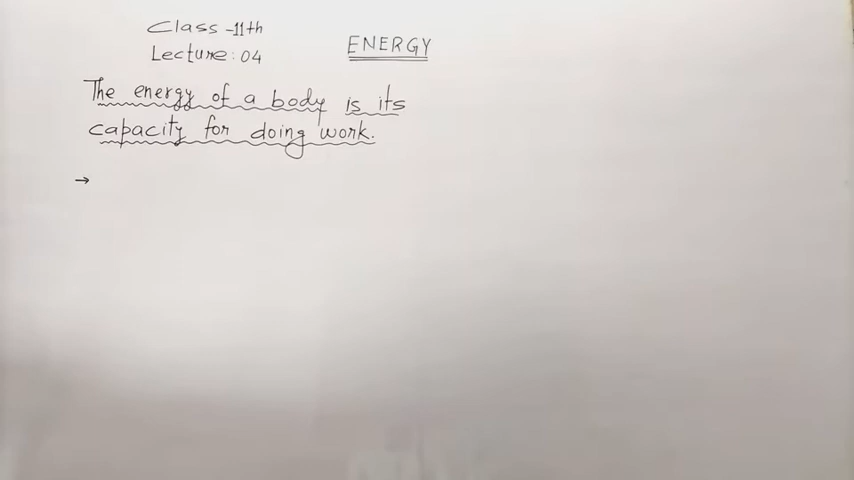 Class-11th
Lecture: 04
ENERGY
The energy of a body is its
capacity for doing work.
→